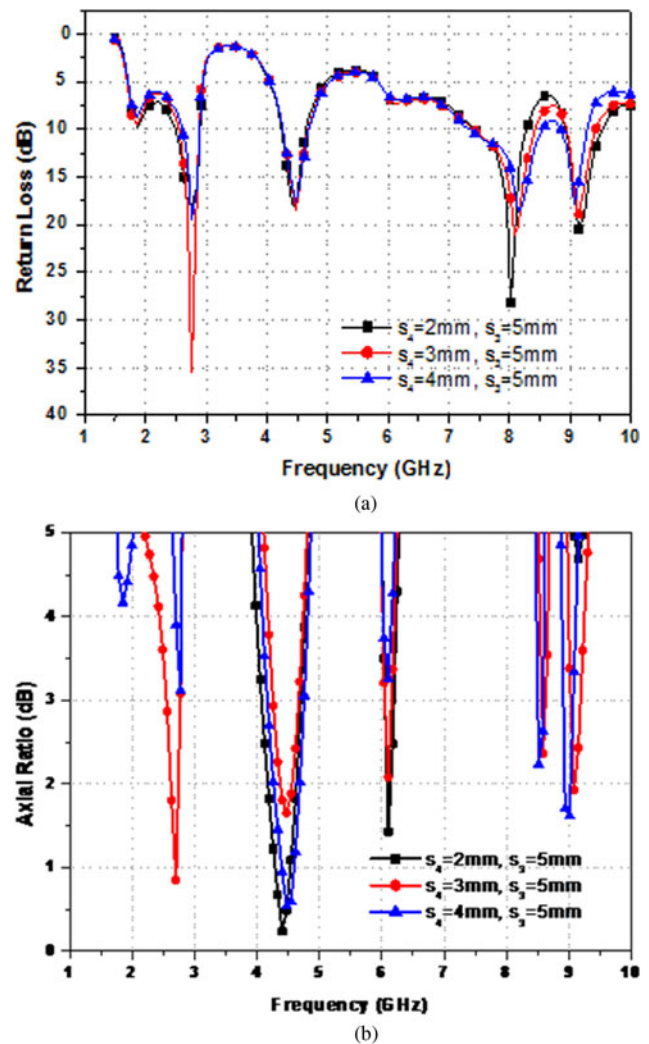 (a)
0
5
10
15
20
25
30
35
40
Return Loss (dB)
s₄=2mm , s₃=5mm
s₄=3mm , s₃=5mm
s₄=4mm , s₃=5mm
1 2 3 4 5 6 7 8 9 10
Frequency (GHz)
(a)
5
4
3
2
1
0
Axial Ratio (dB)
s₄=2mm, s₃=5mm
s₄=3mm, s₃=5mm
s₄=4mm, s₃=5mm
1 2 3 4 5 6 7 8 9 10
Frequency (GHz)
(b)